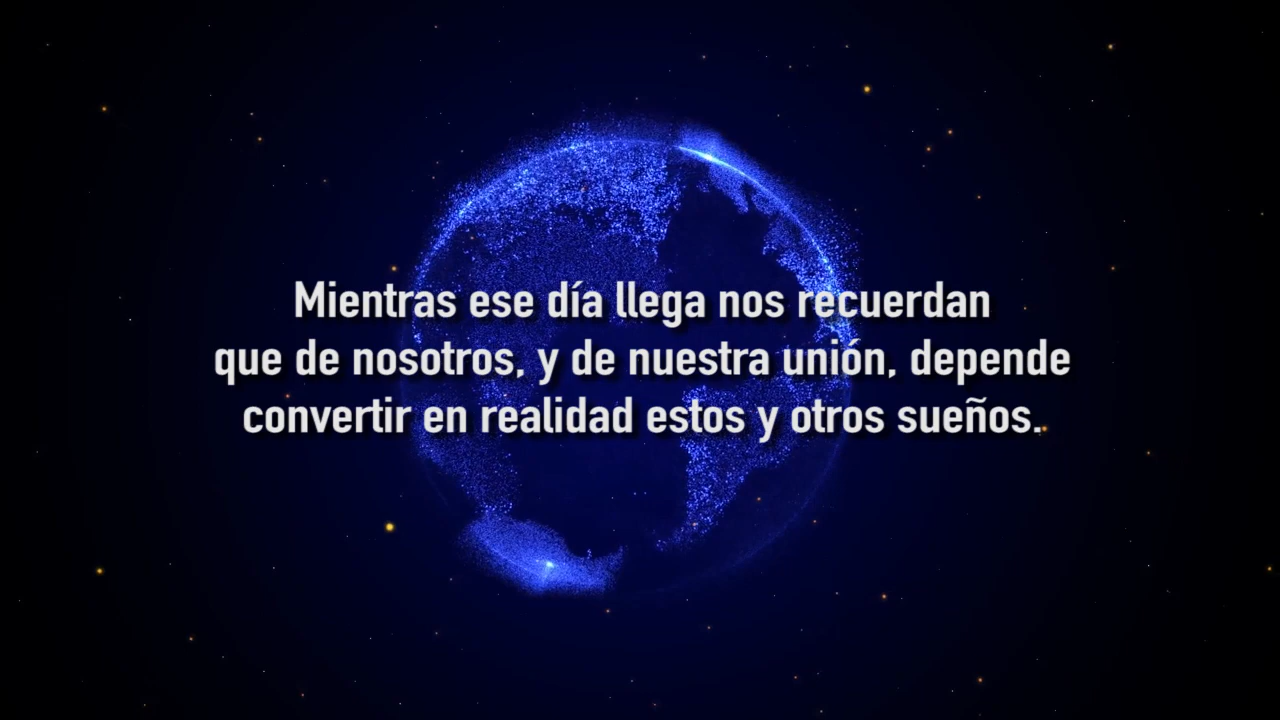 Mientras ese día llega nos recuerdan
que de nosotros, y de nuestra unión, depende
convertir en realidad estos y otros sueños.